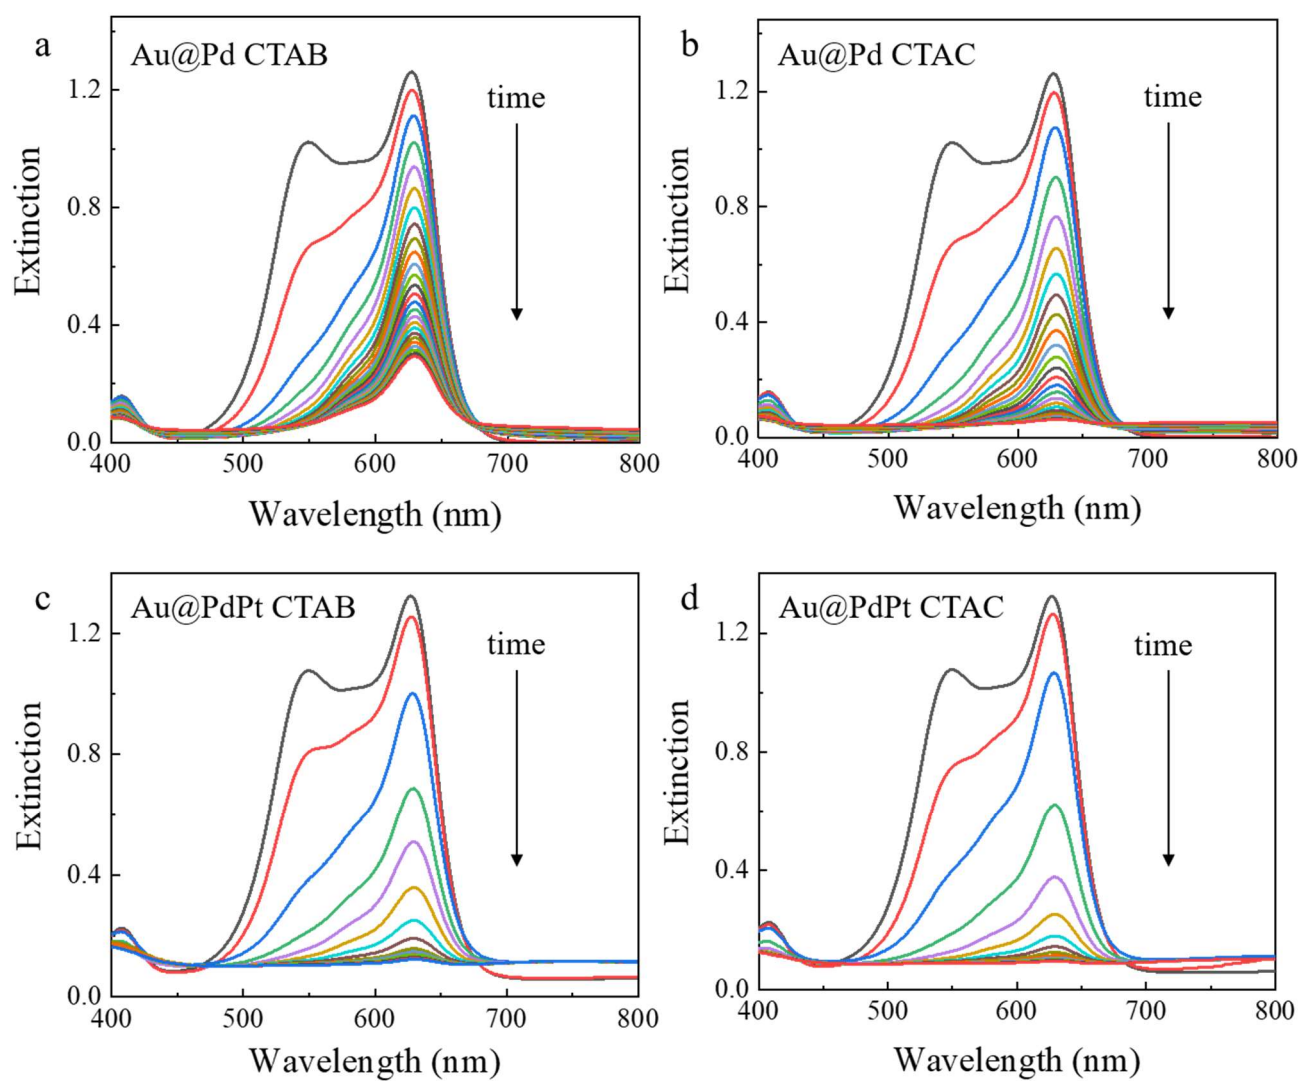 a
Au@Pd CTAB
time
Extinction
1.2
0.8
0.4
0.0
400
500
600
700
800
Wavelength (nm)
b
Au@Pd CTAC
time
Extinction
1.2
0.8
0.4
0.0
400
500
600
700
800
Wavelength (nm)
c
Au@PdPt CTAB
time
Extinction
1.2
0.8
0.4
0.0
400
500
600
700
800
Wavelength (nm)
d
Au@PdPt CTAC
time
Extinction
1.2
0.8
0.4
0.0
400
500
600
700
800
Wavelength (nm)